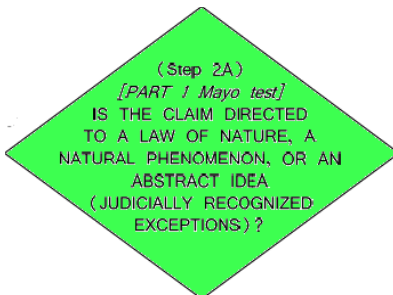 (Step 2A)
[PART 1 Mayo test]
IS THE CLAIM DIRECTED
TO A LAW OF NATURE, A
NATURAL PHENOMENON, OR AN
ABSTRACT IDEA
(JUDICIALLY RECOGNIZED
EXCEPTIONS)?